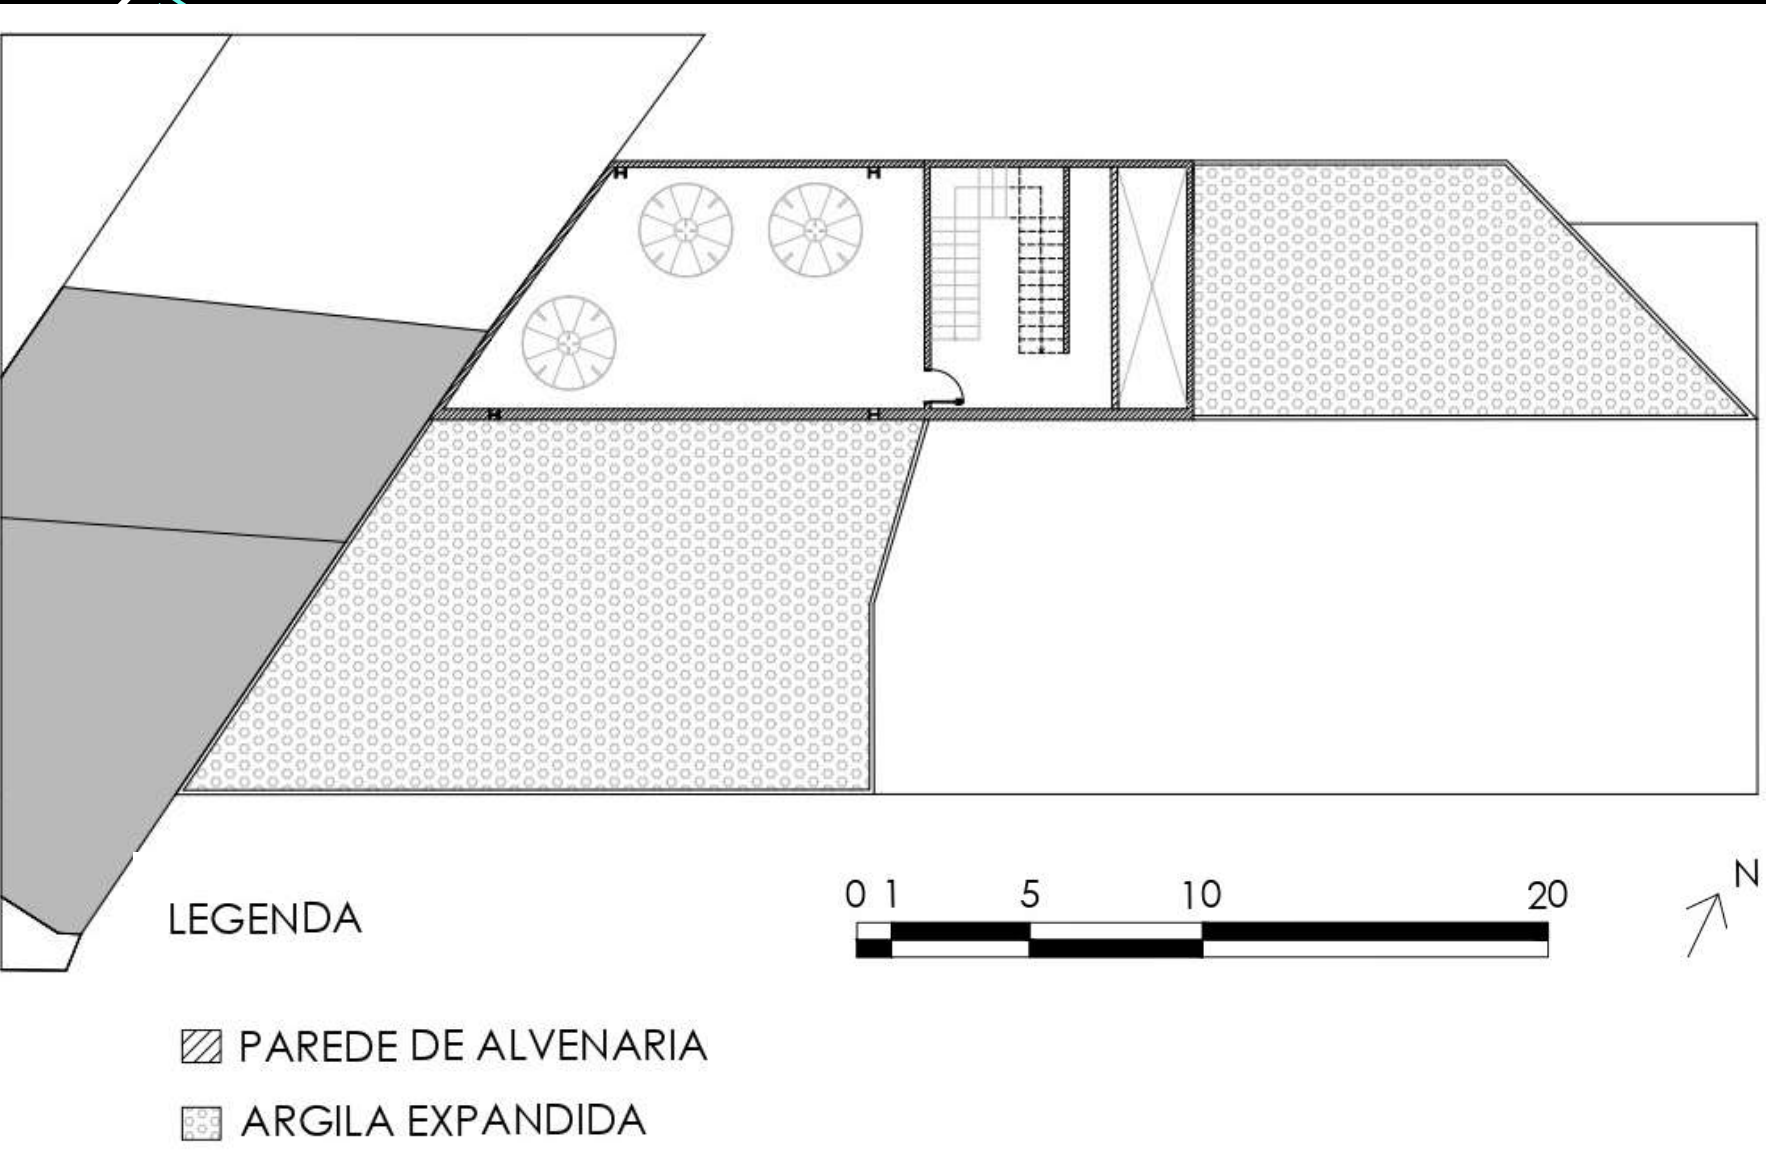 0 1 5 10 20
N
LEGENDA
PAREDE DE ALVENARIA
ARGILA EXPANDIDA